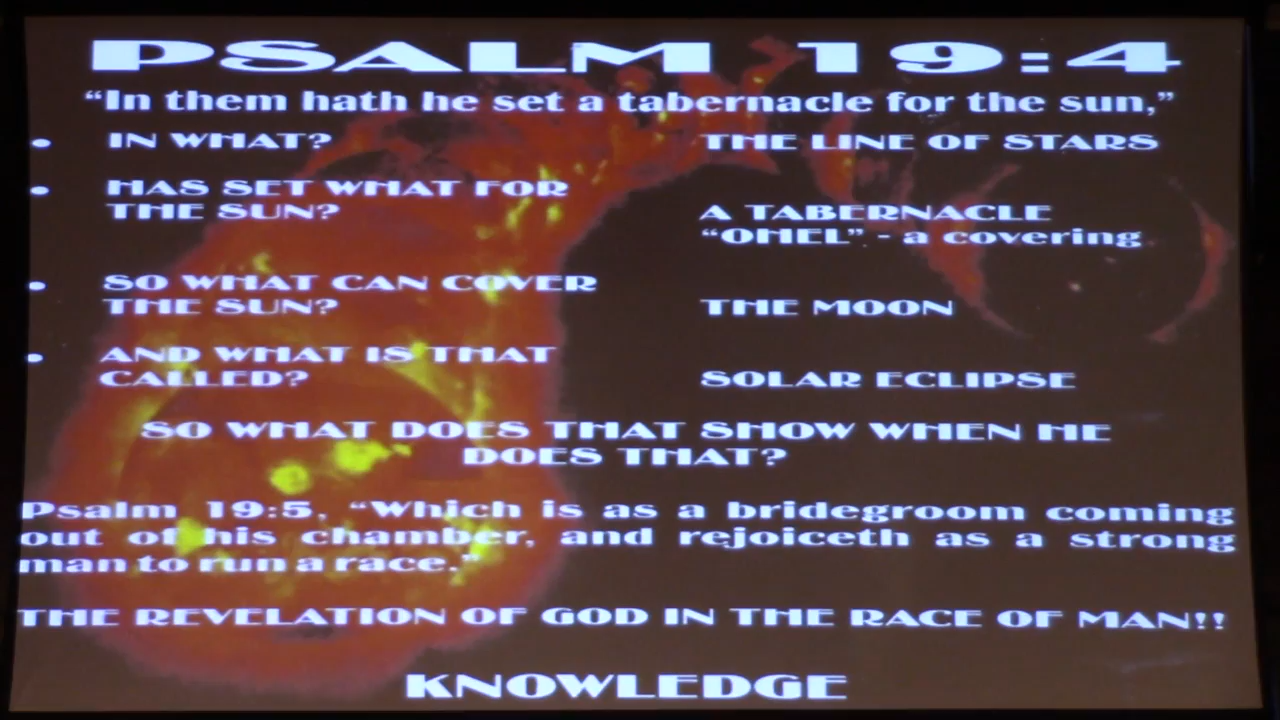 PSALM 19:4
“In them hath he set a tabernacle for the sun,”
• IN WHAT? THE LINE OF STARS
• HAS SET WHAT FOR
THE SUN? A TABERNACLE
“OHEL” - a covering
• SO WHAT CAN COVER
THE SUN? THE MOON
• AND WHAT IS THAT
CALLED? SOLAR ECLIPSE
SO WHAT DOES THAT SHOW WHEN HE
DOES THAT?
Psalm 19:5, “Which is as a bridegroom coming
out of his chamber, and rejoiceth as a strong
man to run a race.”
THE REVELATION OF GOD IN THE RACE OF MAN!!
KNOWLEDGE